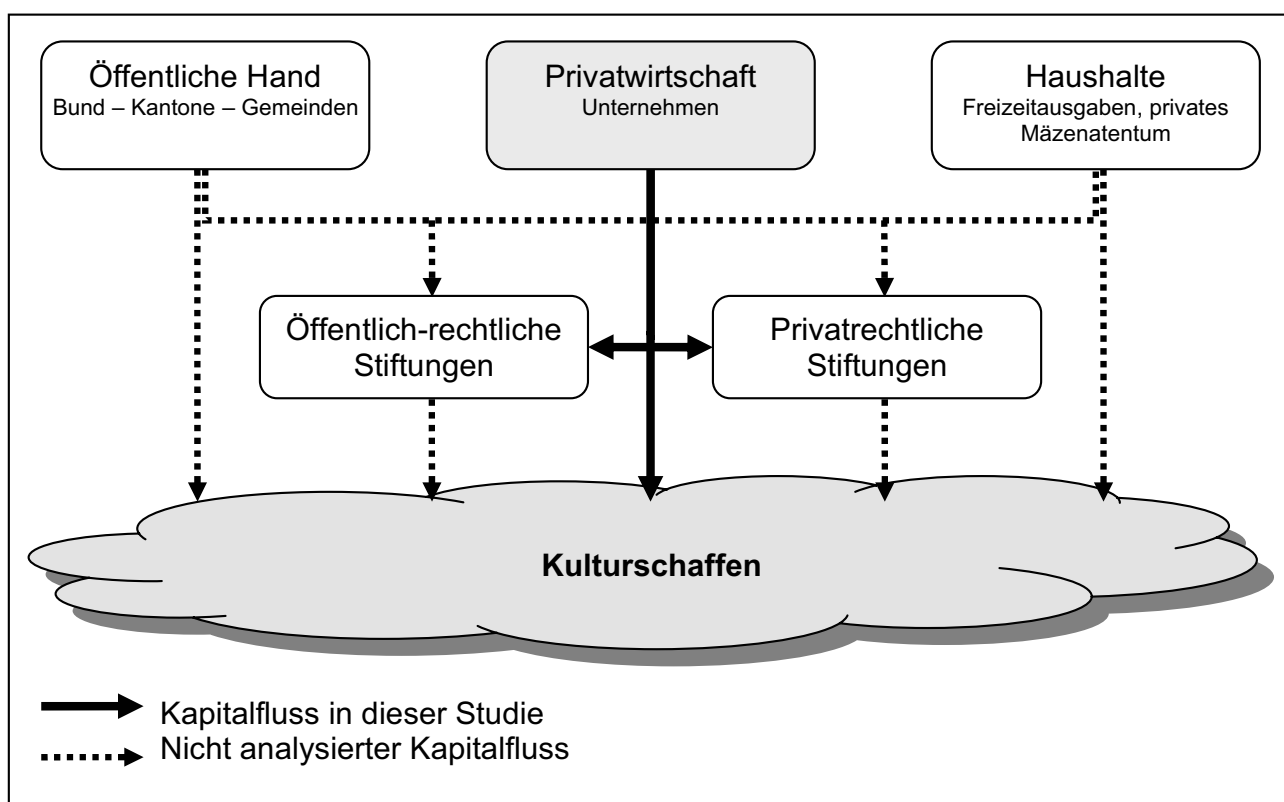 Öffentliche Hand
Bund – Kantone – Gemeinden
Privatwirtschaft
Unternehmen
Haushalte
Freizeitausgaben, privates
Mäzenatentum
Öffentlich-rechtliche
Stiftungen
Privatrechtliche
Stiftungen
Kulturschaffen
Kapitalfluss in dieser Studie
Nicht analysierter Kapitalfluss